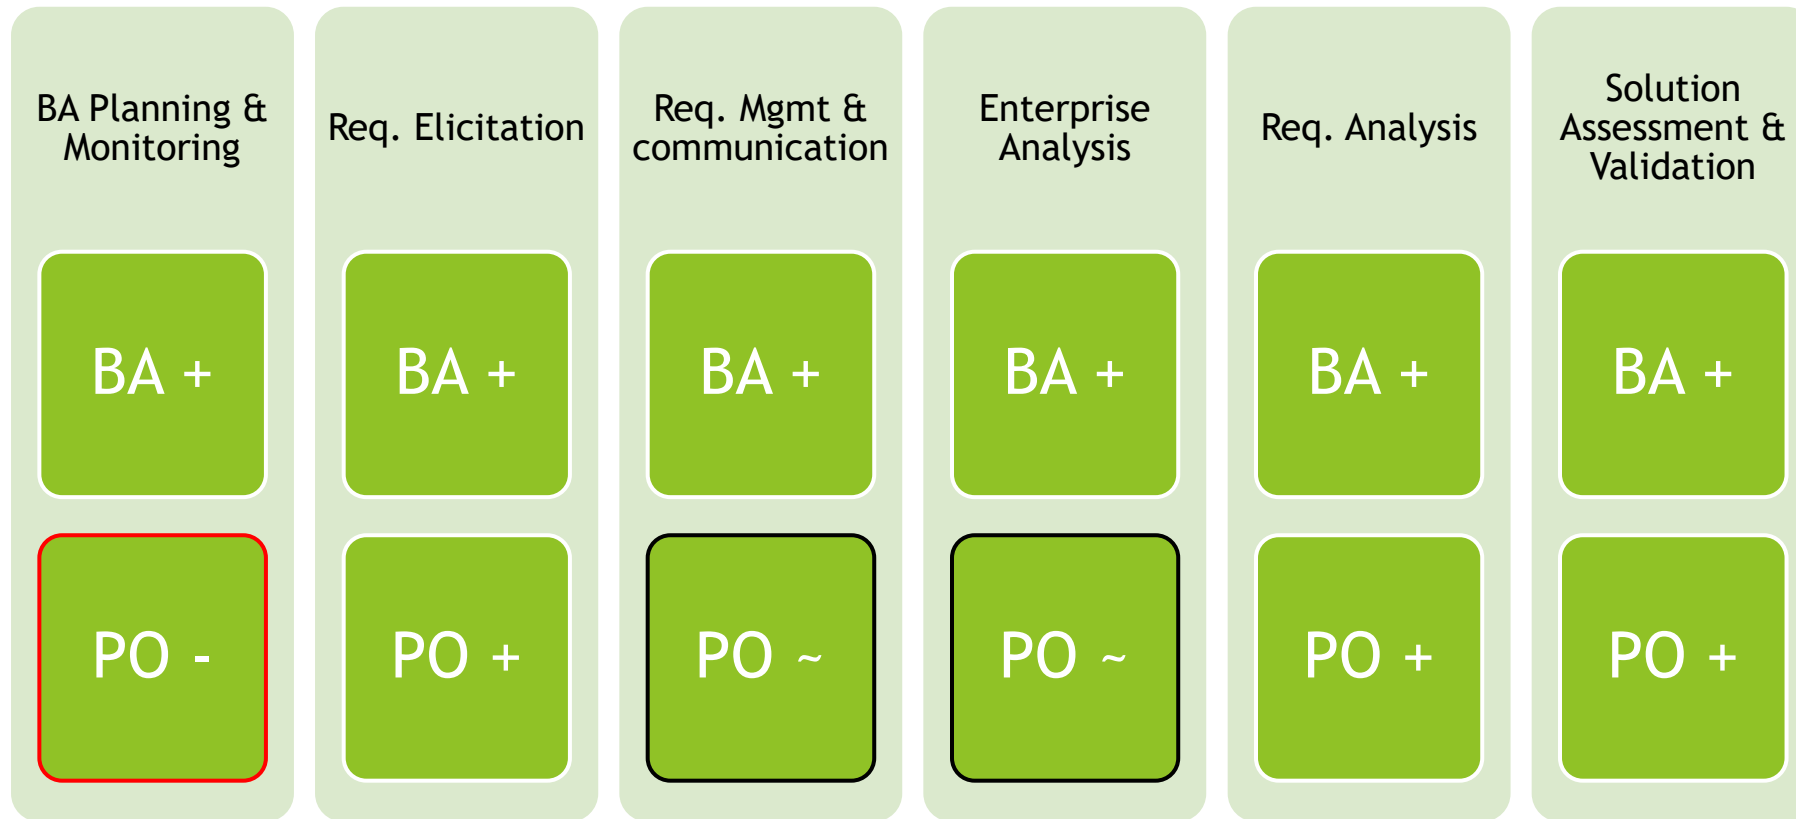 BA Planning &
Monitoring
BA +
PO -
Req. Elicitation
BA +
PO +
Req. Mgmt &
communication
BA +
PO ~
Enterprise
Analysis
BA +
PO ~
Req. Analysis
BA +
PO +
Solution
Assessment &
Validation
BA +
PO +